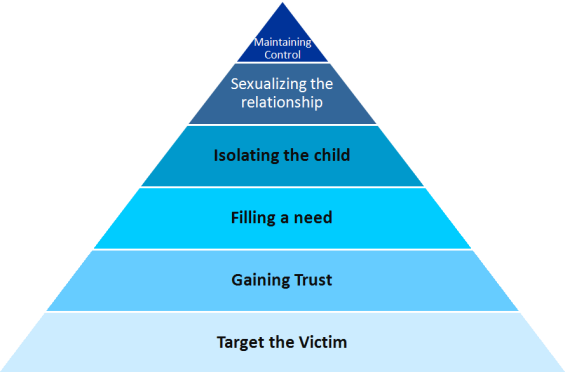 Maintaining
Control
Sexualizing the
relationship
Isolating the child
Filling a need
Gaining Trust
Target the Victim